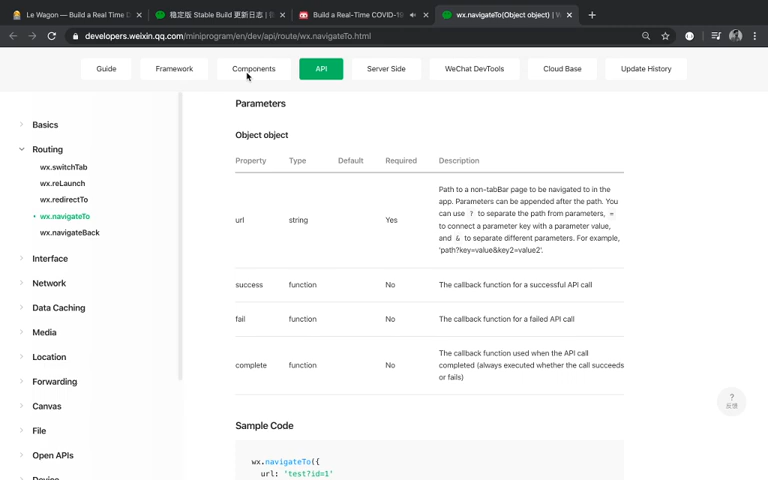 Le Wagon — Build a Real Time D
稳定版 Stable Build 更新日志 |
Build a Real-Time COVID-19
wx.navigateTo(Object object) |
developers.weixin.qq.com/miniprogram/en/dev/api/route/wx.navigateTo.html
Guide
Framework
Components
API
Server Side
WeChat DevTools
Cloud Base
Update History
Basics
Routing
wx.switchTab
wx.reLaunch
wx.redirectTo
wx.navigateTo
wx.navigateBack
Interface
Network
Data Caching
Media
Location
Forwarding
Canvas
File
Open APIs
Parameters
Object object
Property Type Default Required Description
url string Yes Path to a non-tabBar page to be navigated to in the
app. Parameters can be appended after the path. You
can use ? to separate the path from parameters, =
to connect a parameter key with a parameter value,
and & to separate different parameters. For example,
'path?key=value&key2=value2'.
success function No The callback function for a successful API call
fail function No The callback function for a failed API call
complete function No The callback function used when the API call
completed (always executed whether the call succeeds
or fails)
Sample Code
wx.navigateTo({
url: 'test?id=1'
?
反馈